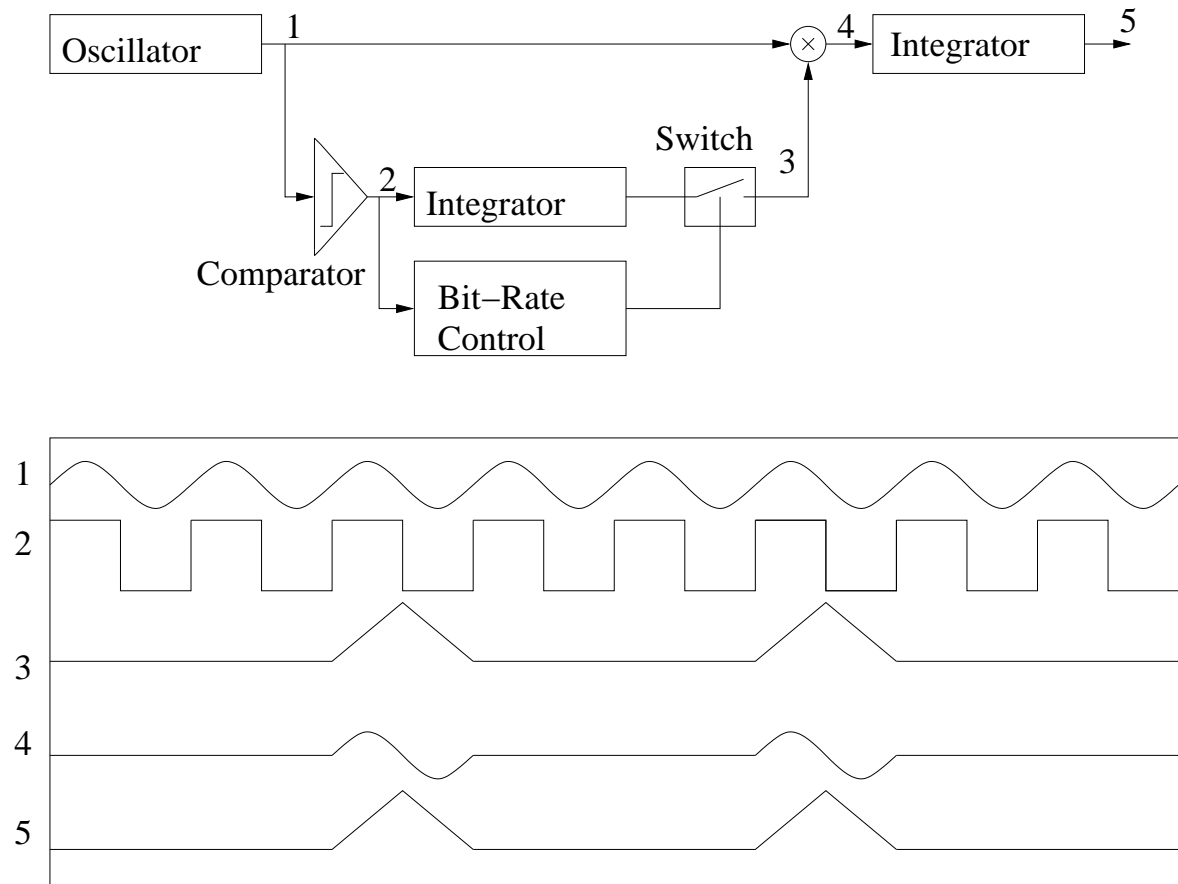 Oscillator
1
×
4
Integrator
5
Switch
3
2
Integrator
Comparator
Bit−Rate
Control
1
2
3
4
5